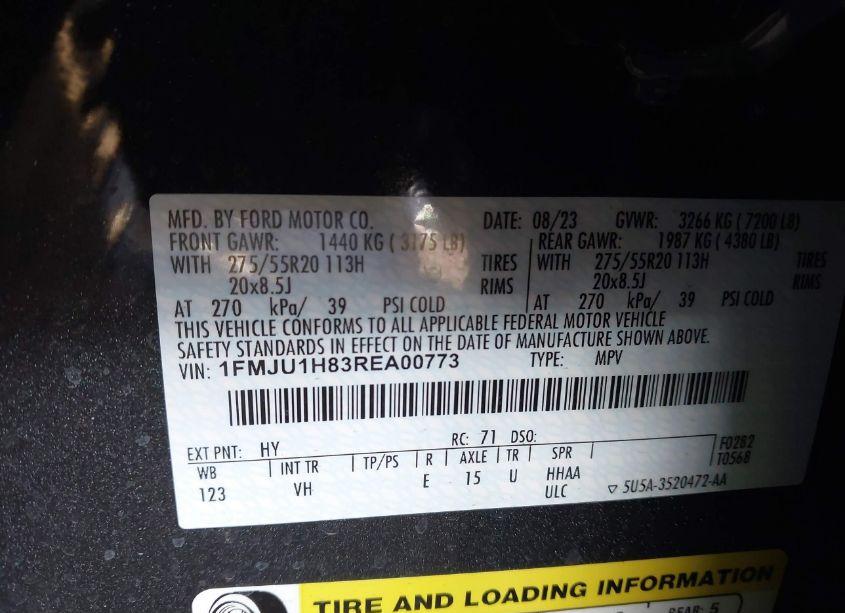 MFD. BY FORD MOTOR CO. DATE: 08/23 GVWR: 3266 KG ( 7200 LB)
FRONT GAWR: 1440 KG ( 3175 LB) REAR GAWR: 1987 KG ( 4380 LB)
WITH 275/55R20 113H TIRES WITH 275/55R20 113H TIRES
20x8.5J RIMS 20x8.5J RIMS
AT 270 kPa/ 39 PSI COLD AT 270 kPa/ 39 PSI COLD
THIS VEHICLE CONFORMS TO ALL APPLICABLE FEDERAL MOTOR VEHICLE
SAFETY STANDARDS IN EFFECT ON THE DATE OF MANUFACTURE SHOWN ABOVE.
VIN: 1FMJU1H83REA00773 TYPE: MPV
EXT PNT: HY RC: 71 DSO: F0282
WB INT TR TP/PS R AXLE TR SPR T0568
123 VH E 15 U HHAA
ULC ▽ 5U5A-3520472-AA
TIRE AND LOADING INFORMATION
REAR: 5